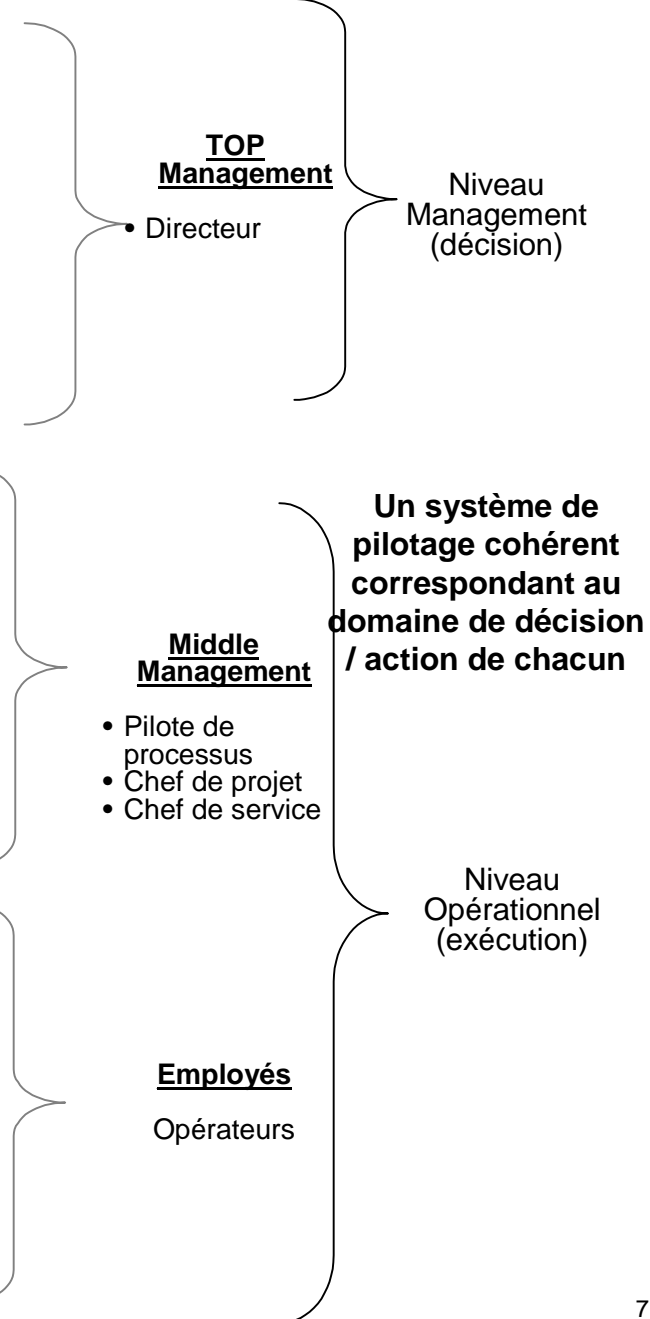 TOP
Management
• Directeur
Niveau
Management
(décision)
Un système de
pilotage cohérent
correspondant au
domaine de décision
/ action de chacun
Middle
Management
• Pilote de
processus
• Chef de projet
• Chef de service
Niveau
Opérationnel
(exécution)
Employés
Opérateurs
7